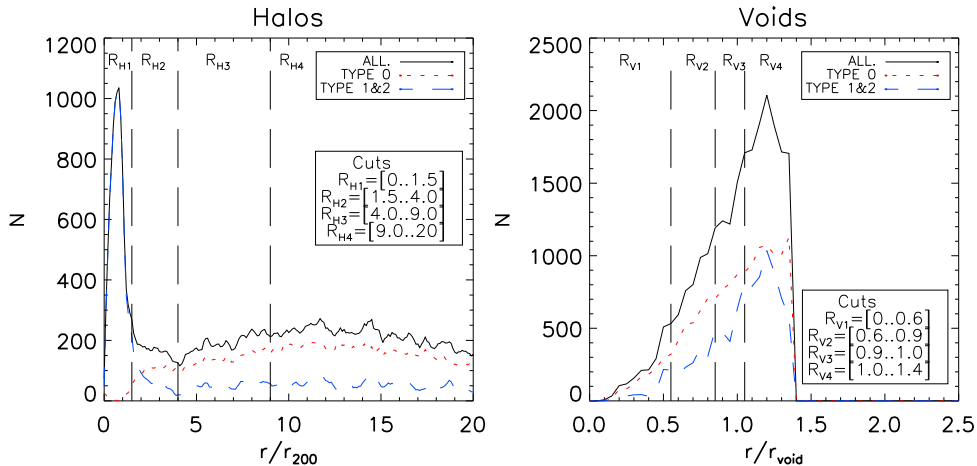 Halos
R_H1 R_H2 R_H3 R_H4
ALL.
TYPE 0
TYPE 1&2
Cuts
R_H1=[0..1.5]
R_H2=[1.5..4.0]
R_H3=[4.0..9.0]
R_H4=[9.0..20]
N
1200
1000
800
600
400
200
0
0 5 10 15 20
r/r_200
Voids
R_V1 R_V2 R_V3 R_V4
ALL.
TYPE 0
TYPE 1&2
Cuts
R_V1=[0..0.6]
R_V2=[0.6..0.9]
R_V3=[0.9..1.0]
R_V4=[1.0..1.4]
N
2500
2000
1500
1000
500
0
0.0 0.5 1.0 1.5 2.0 2.5
r/r_void